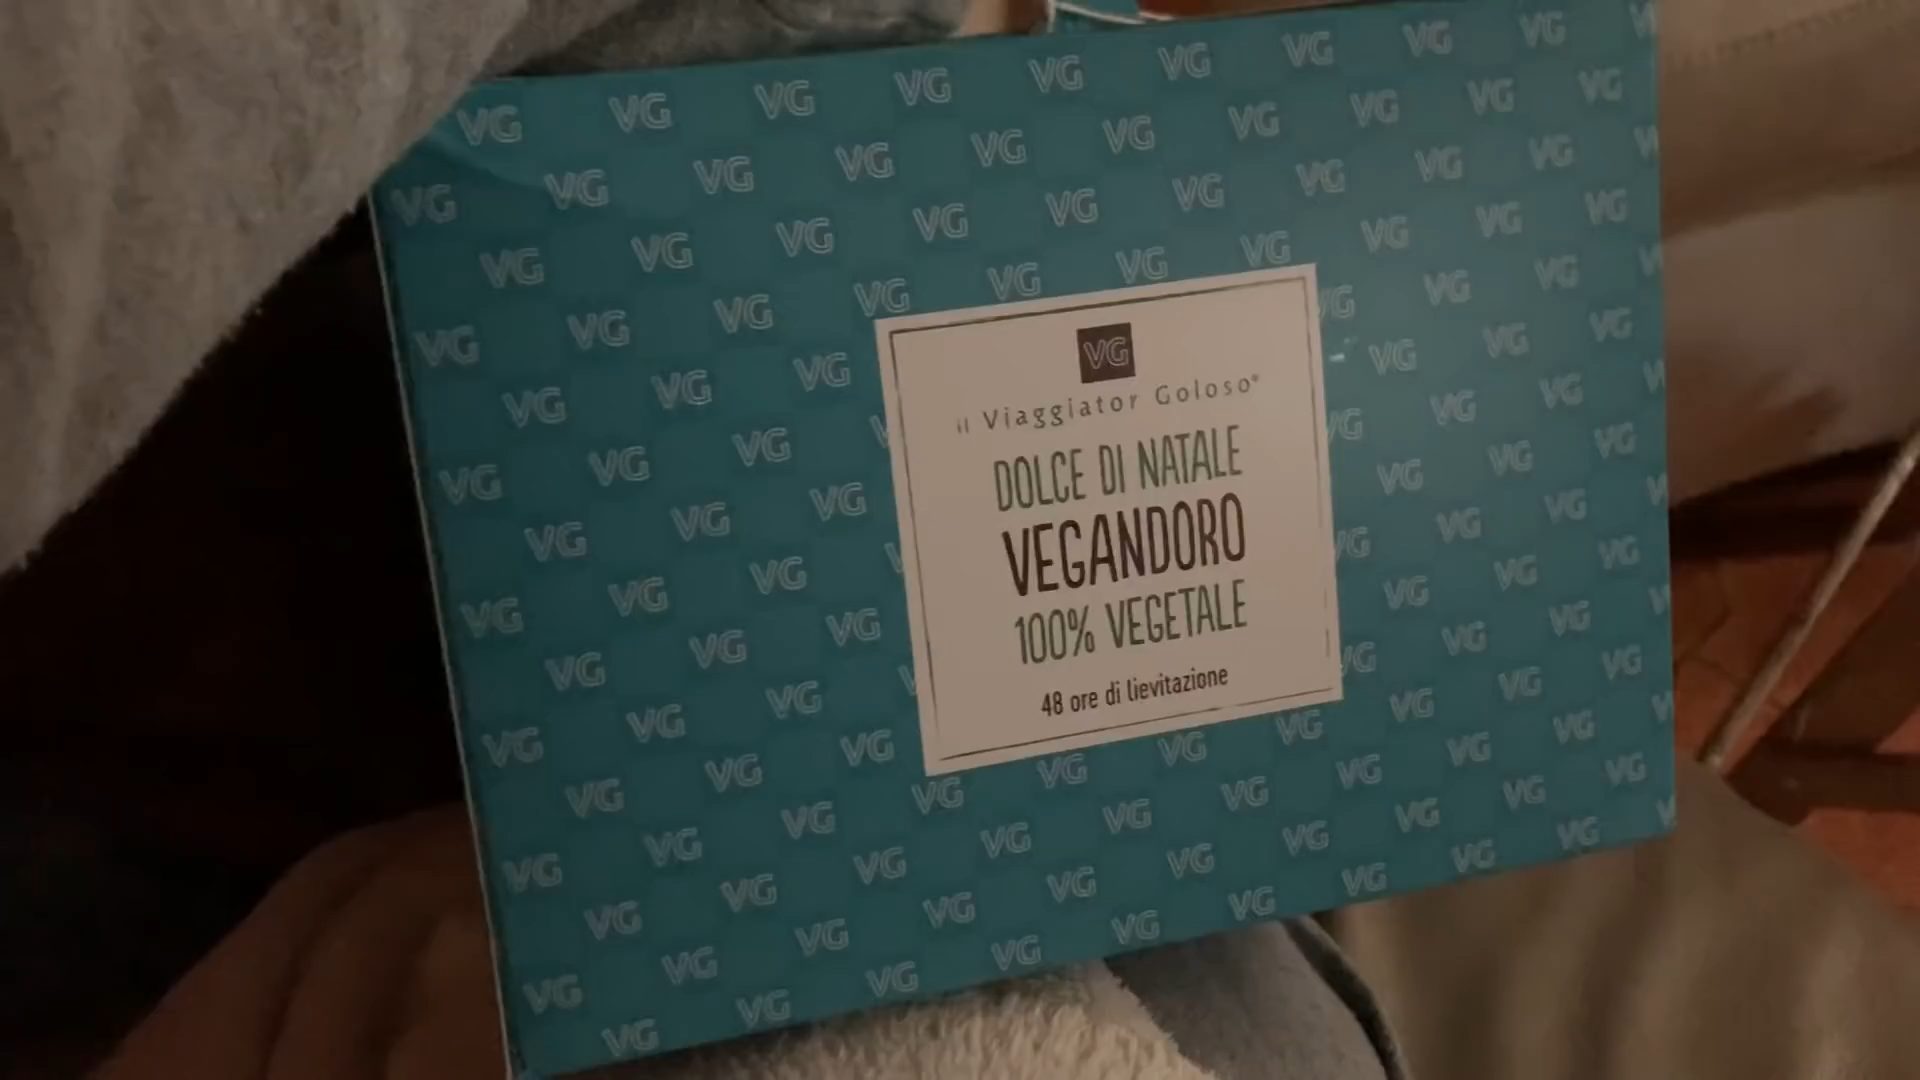 VG
il Viaggiator Goloso®
DOLCE DI NATALE
VEGANDORO
100% VEGETALE
48 ore di lievitazione